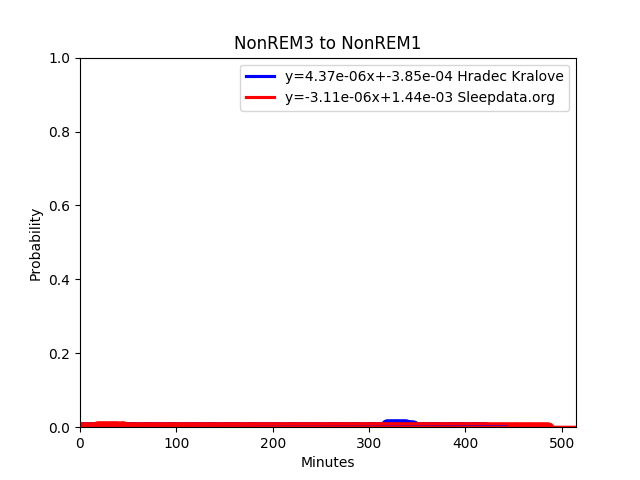 NonREM3 to NonREM1
y=4.37e-06x+-3.85e-04 Hradec Kralove
y=-3.11e-06x+1.44e-03 Sleepdata.org
1.0
0.8
0.6
0.4
0.2
0.0
Probability
0 100 200 300 400 500
Minutes